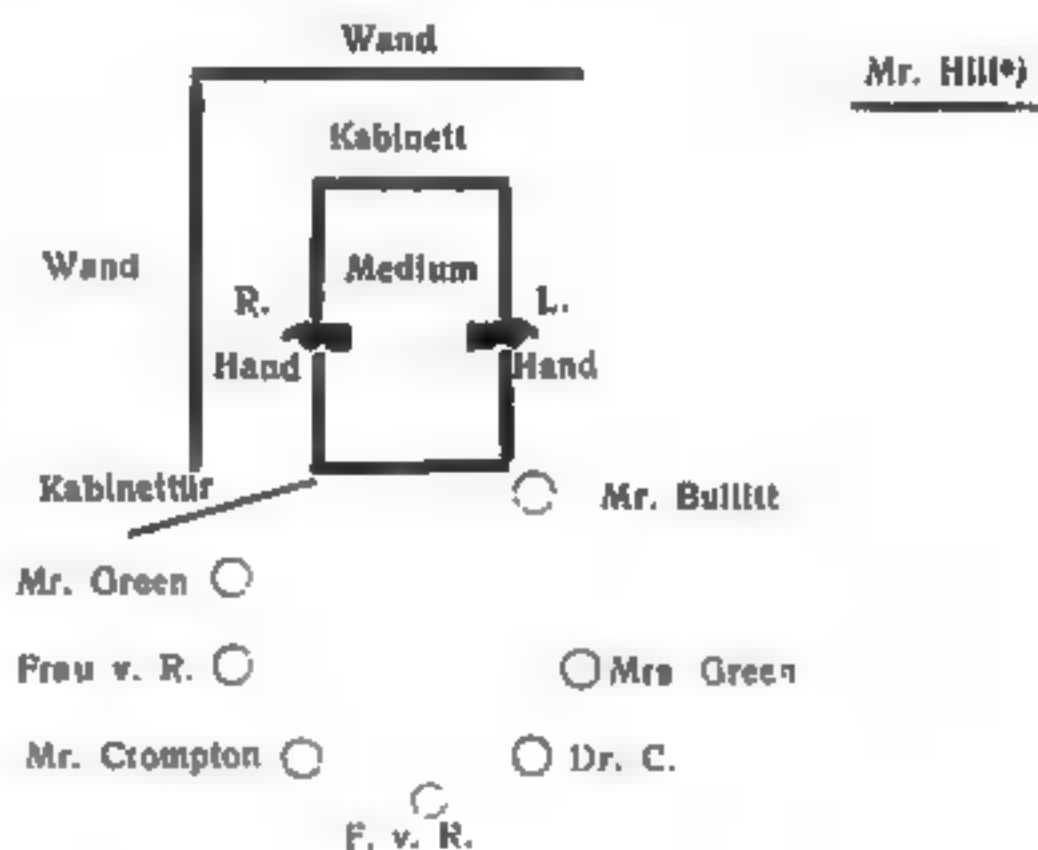 Wand
Mr. Hill*)
Kabinett
Wand
Medium
R.
L.
Hand
Hand
Kabinettür
Mr. Bullitt
Mr. Green
Frau v. R.
Mrs Green
Mr. Crompton
Dr. C.
F. v. R.